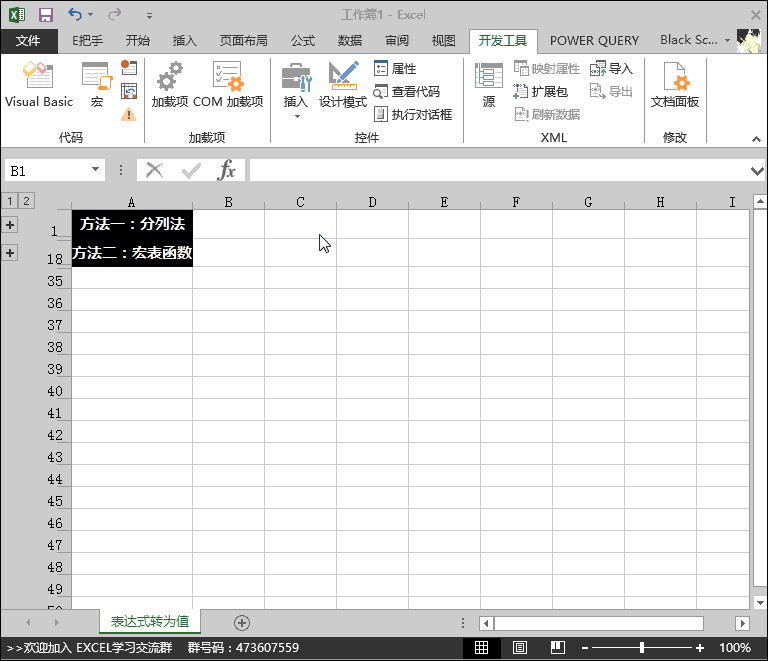 工作簿1 - Excel
文件 E把手 开始 插入 页面布局 公式 数据 审阅 视图 开发工具 POWER QUERY Black Sc...
Visual Basic 宏 加载项 COM 加载项 插入 设计模式 属性 查看代码 执行对话框 源 映射属性 扩展包 刷新数据 导入 导出 文档面板
代码 加载项 控件 XML 修改
B1 fx
1 2
A B C D E F G H I
1 方法一：分列法
18 方法二：宏表函数
35
36
37
38
39
40
41
42
43
44
45
46
47
48
49
50
表达式转为值
>>欢迎加入 EXCEL学习交流群 群号码：473607559 100%